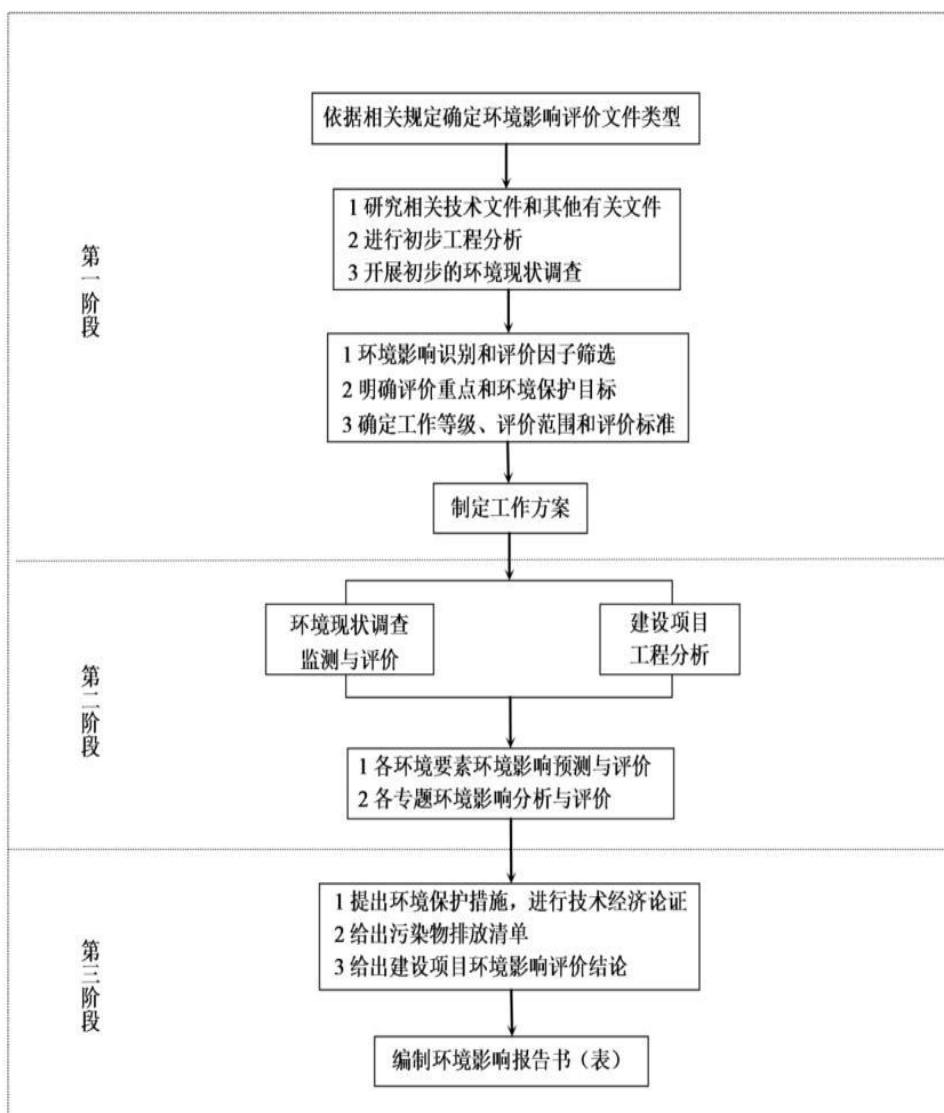 依据相关规定确定环境影响评价文件类型
1 研究相关技术文件和其他有关文件
2 进行初步工程分析
3 开展初步的环境现状调查
第一阶段
1 环境影响识别和评价因子筛选
2 明确评价重点和环境保护目标
3 确定工作等级、评价范围和评价标准
制定工作方案
环境现状调查
监测与评价
建设项目
工程分析
第二阶段
1 各环境要素环境影响预测与评价
2 各专题环境影响分析与评价
1 提出环境保护措施，进行技术经济论证
2 给出污染物排放清单
3 给出建设项目环境影响评价结论
第三阶段
编制环境影响报告书（表）